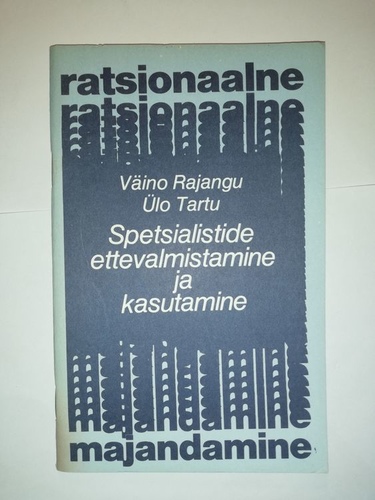 ratsionaalne
ratsionaalne
Väino Rajangu
Ülo Tartu
Spetsialistide
ettevalmistamine
ja
kasutamine
majandamine
majandamine